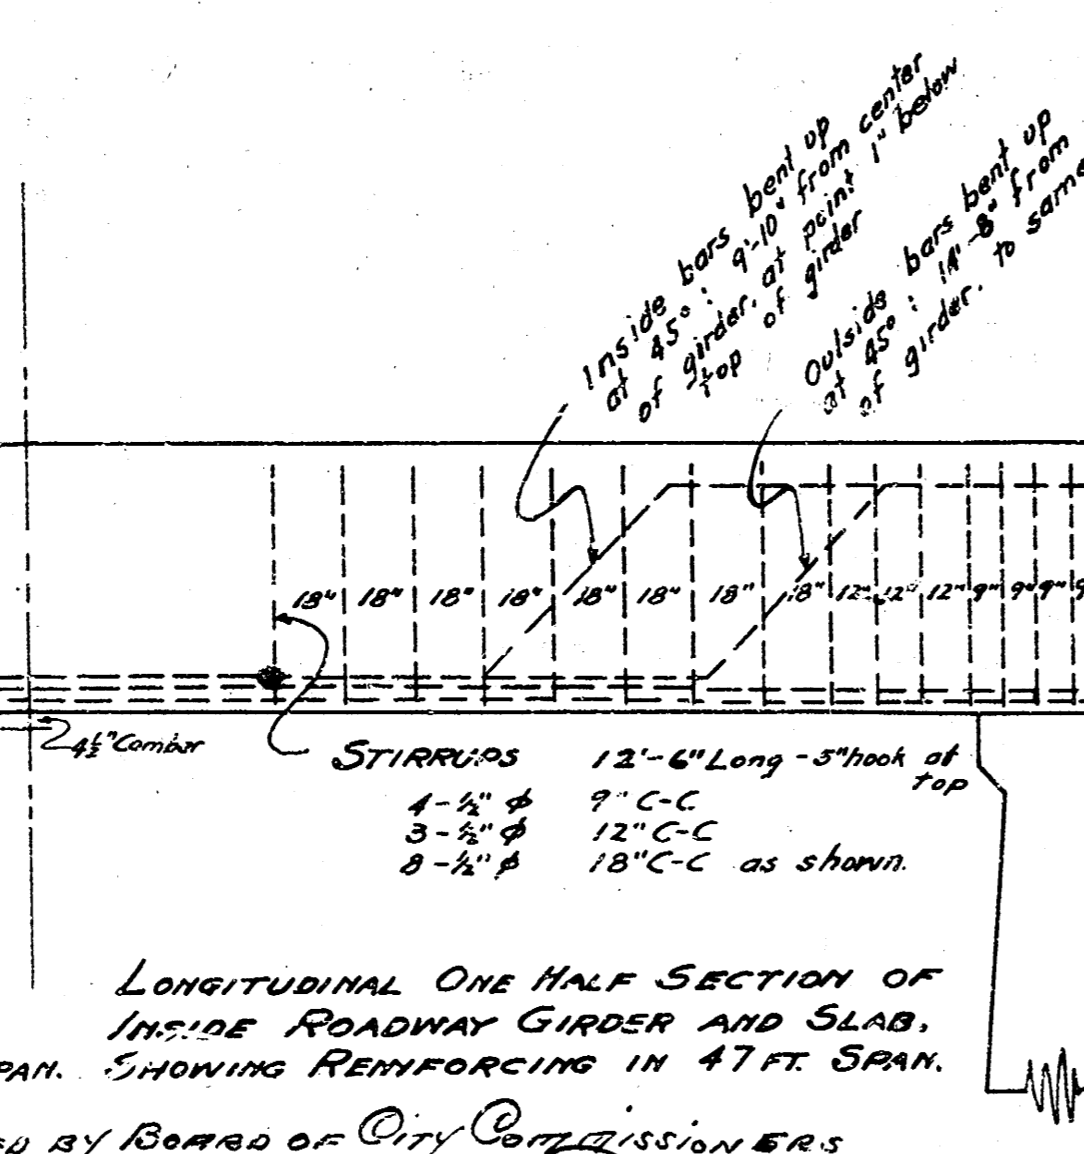 Inside bars bent up
at 45° : 9'-10" from center
of girder, at point 1" below
top of girder
Outside bars bent up
at 45° : 14'-8" from
of girder. to same
18" 18" 18" 18" 18" 18" 18" 18" 12" 12" 12" 9" 9" 9" 9
4½" Camber
STIRRUPS 12'-6" Long - 5" hook at
top
4-½" ϕ 9" C-C
3-½" ϕ 12" C-C
8-½" ϕ 18" C-C as shown.
LONGITUDINAL ONE HALF SECTION OF
INSIDE ROADWAY GIRDER AND SLAB,
PAN. SHOWING REINFORCING IN 47 FT. SPAN.
ED BY BOARD OF CITY COMMISSIONERS